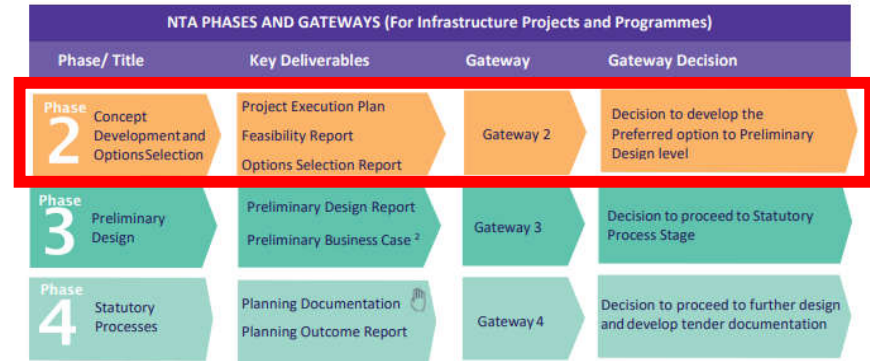 NTA PHASES AND GATEWAYS (For Infrastructure Projects and Programmes)
Phase/ Title Key Deliverables Gateway Gateway Decision
Phase 2
Concept
Development and
Options Selection
Project Execution Plan
Feasibility Report
Options Selection Report
Gateway 2
Decision to develop the
Preferred option to Preliminary
Design level
Phase 3
Preliminary
Design
Preliminary Design Report
Preliminary Business Case 2
Gateway 3
Decision to proceed to Statutory
Process Stage
Phase 4
Statutory
Processes
Planning Documentation
Planning Outcome Report
Gateway 4
Decision to proceed to further design
and develop tender documentation